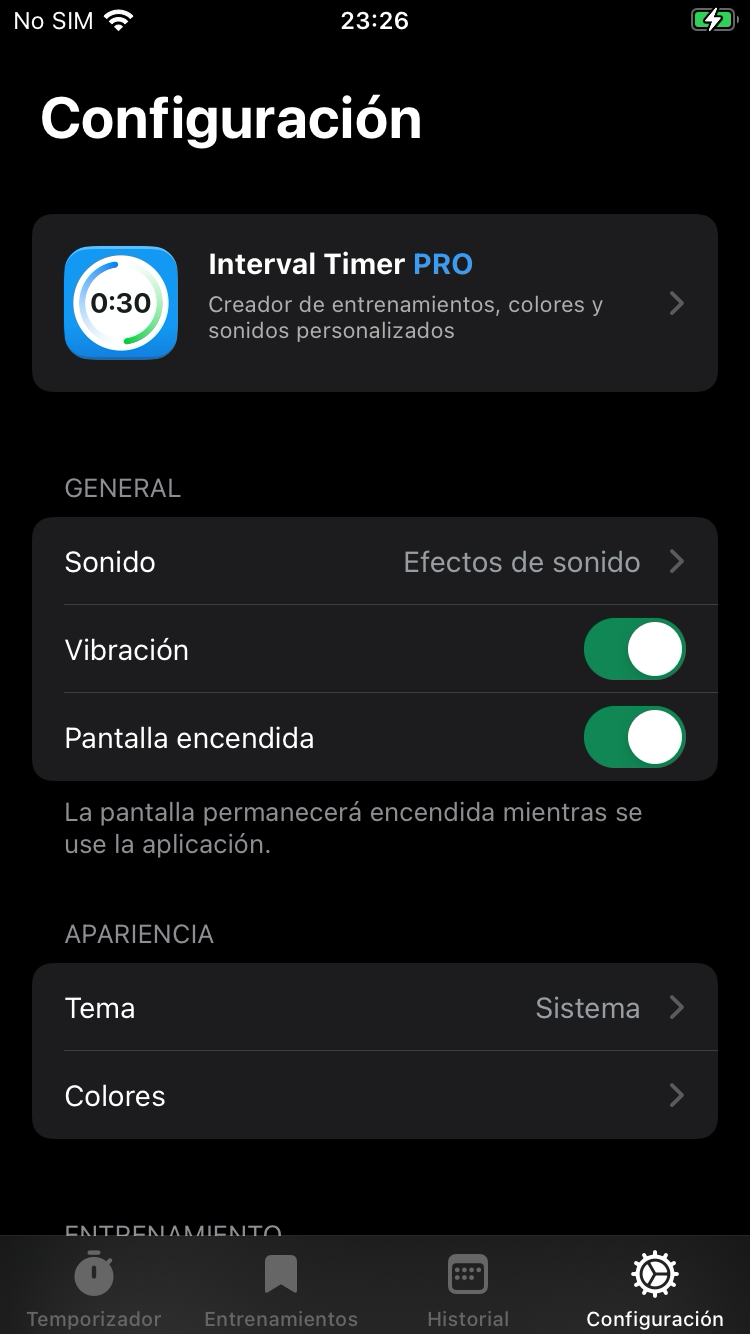 No SIM 23:26
Configuración
0:30
Interval Timer PRO
Creador de entrenamientos, colores y
sonidos personalizados
GENERAL
Sonido Efectos de sonido
Vibración
Pantalla encendida
La pantalla permanecerá encendida mientras se
use la aplicación.
APARIENCIA
Tema Sistema
Colores
ENTRENAMIENTO
Temporizador Entrenamientos Historial Configuración